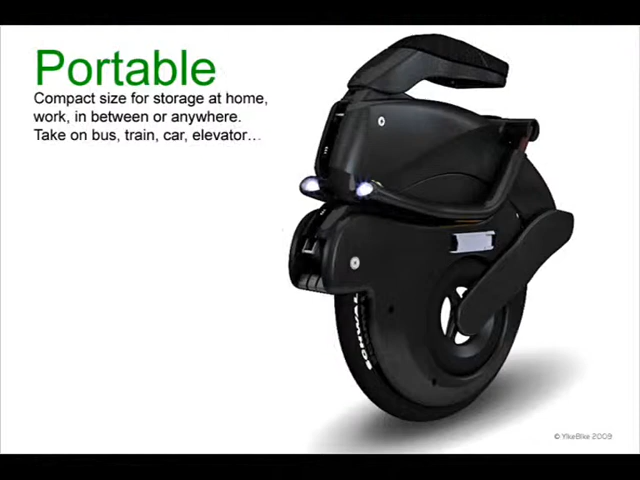 Portable
Compact size for storage at home,
work, in between or anywhere.
Take on bus, train, car, elevator...
SCHWAL
© YikeBike 2009